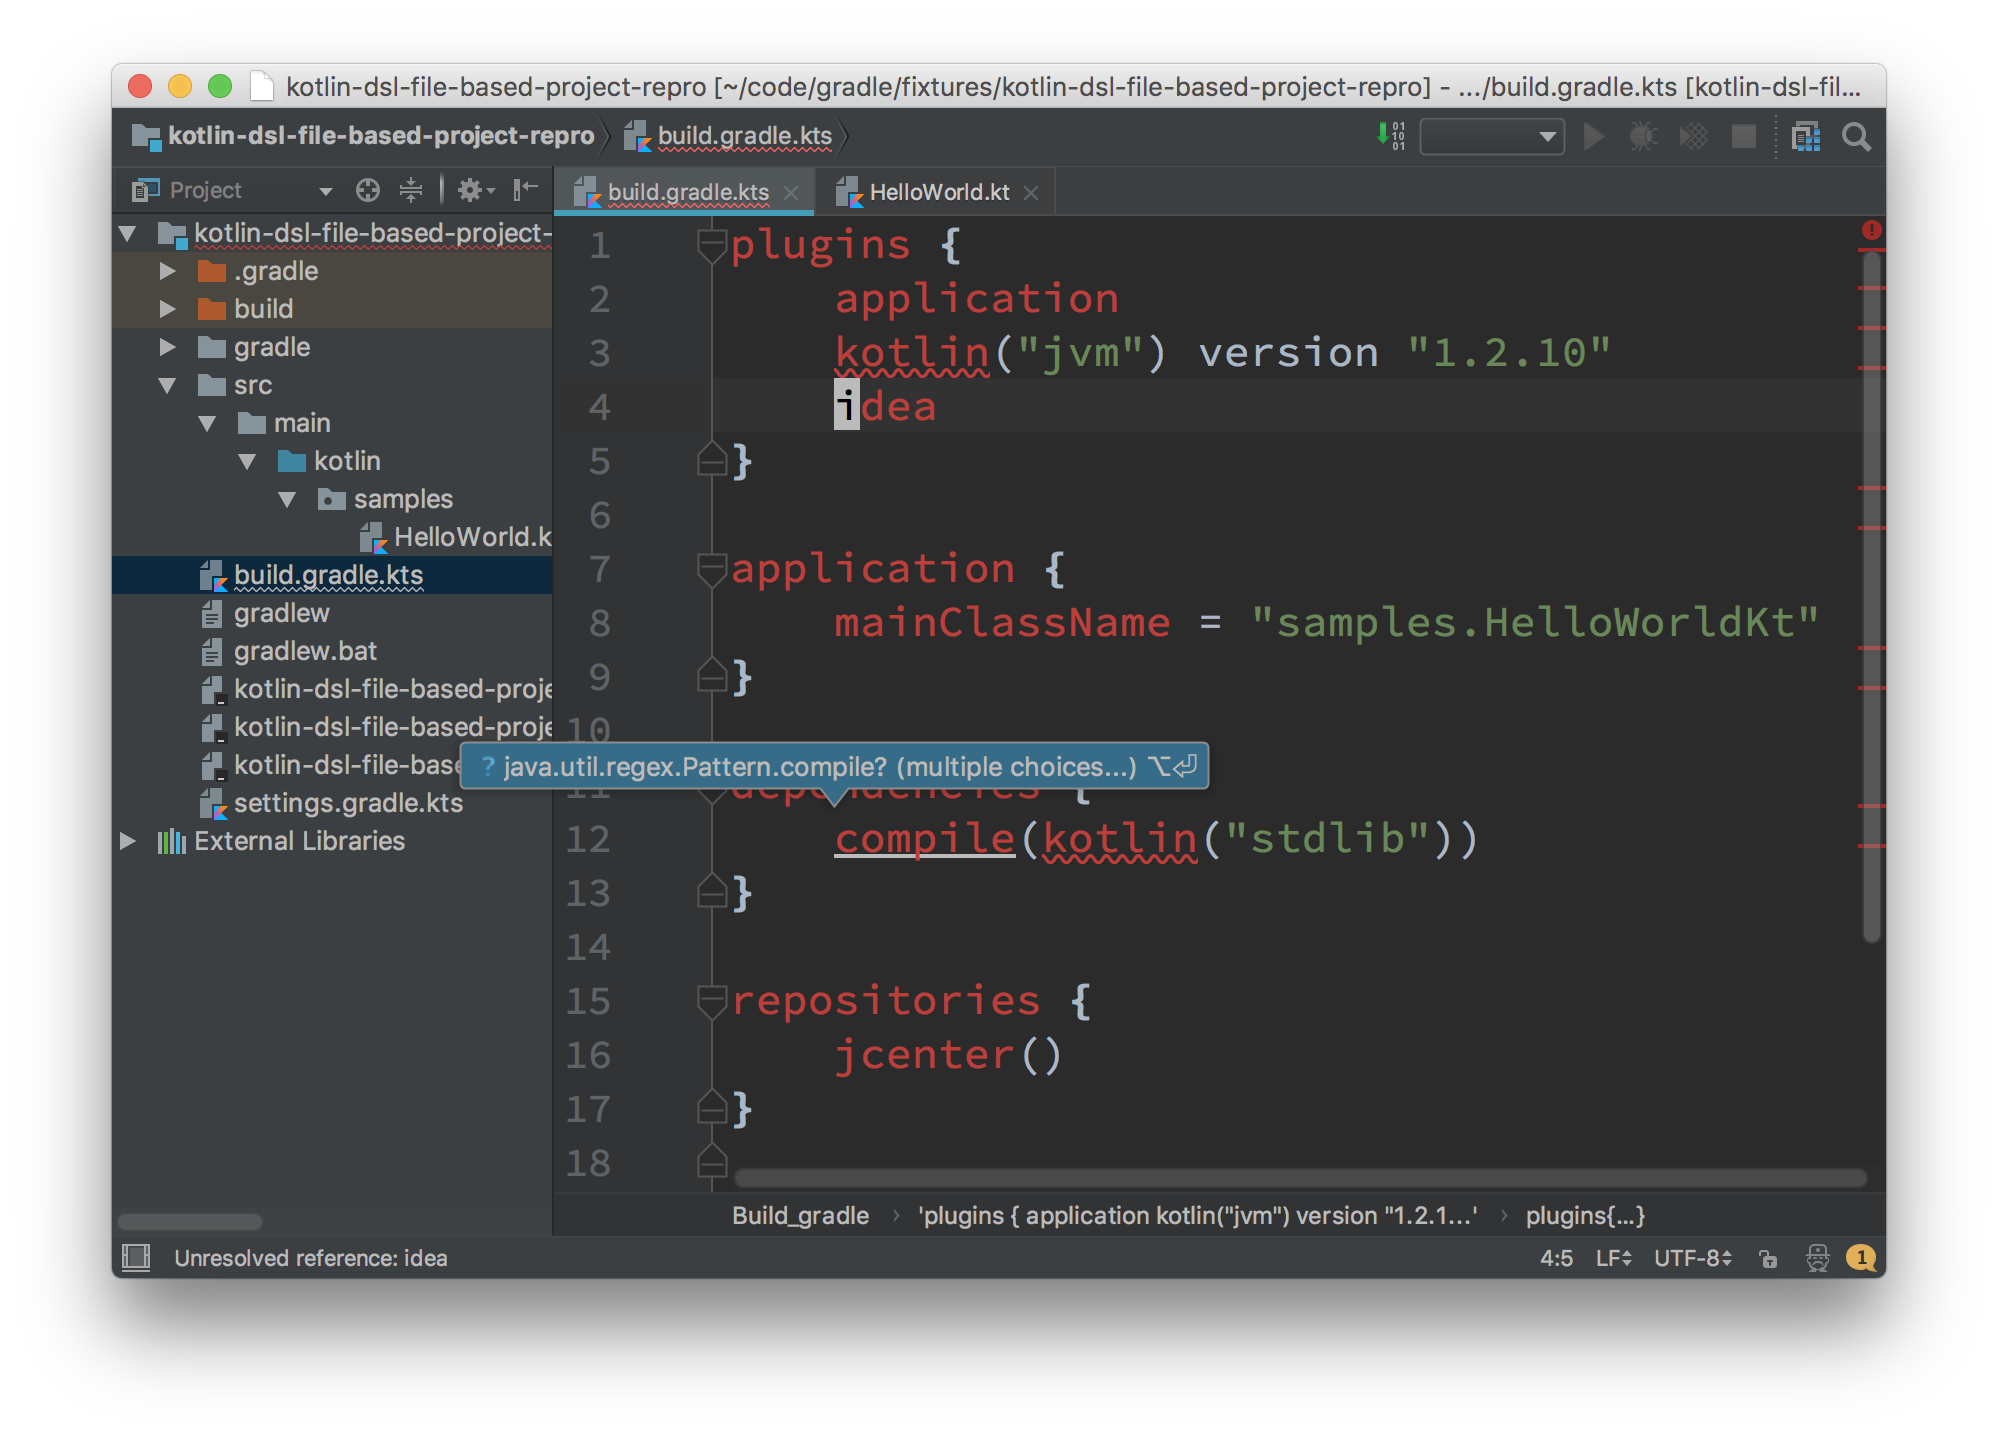 kotlin-dsl-file-based-project-repro [~/code/gradle/fixtures/kotlin-dsl-file-based-project-repro] - .../build.gradle.kts [kotlin-dsl-fil...
kotlin-dsl-file-based-project-repro build.gradle.kts
Project
build.gradle.kts HelloWorld.kt
kotlin-dsl-file-based-project-
.gradle
build
gradle
src
main
kotlin
samples
HelloWorld.k
build.gradle.kts
gradlew
gradlew.bat
kotlin-dsl-file-based-proje
kotlin-dsl-file-based-proje
kotlin-dsl-file-base
settings.gradle.kts
External Libraries
1 plugins {
2 application
3 kotlin("jvm") version "1.2.10"
4 idea
5 }
6
7 application {
8 mainClassName = "samples.HelloWorldKt"
9 }
10
? java.util.regex.Pattern.compile? (multiple choices...) ⌥⏎
11 dependencies {
12 compile(kotlin("stdlib"))
13 }
14
15 repositories {
16 jcenter()
17 }
18
Build_gradle › 'plugins { application kotlin("jvm") version "1.2.1...' › plugins{...}
Unresolved reference: idea 4:5 LF UTF-8 1